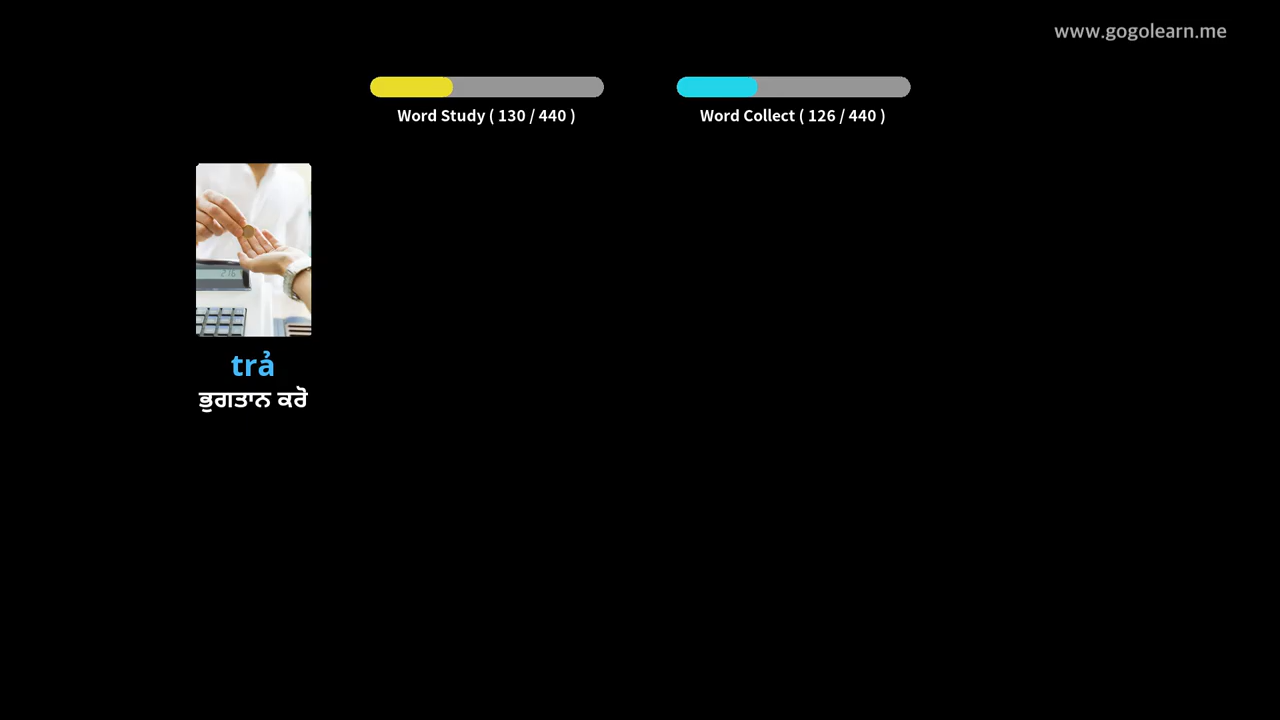 www.gogolearn.me
Word Study ( 130 / 440 )
Word Collect ( 126 / 440 )
trả
ਭੁਗਤਾਨ ਕਰੋ